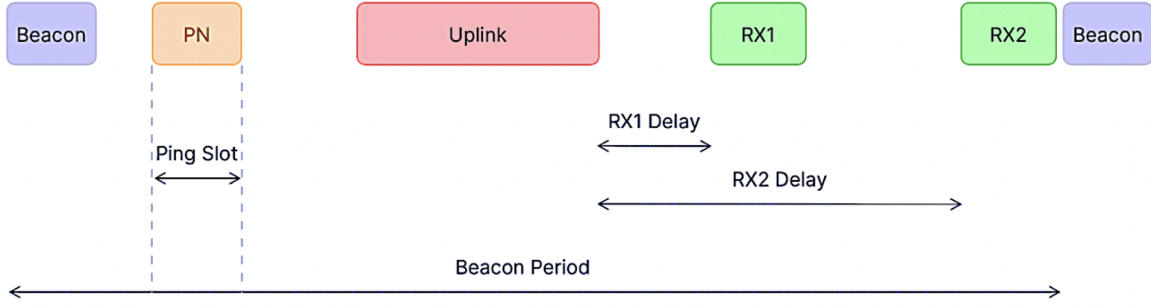 Beacon
PN
Uplink
RX1
RX2
Beacon
RX1 Delay
Ping Slot
RX2 Delay
Beacon Period